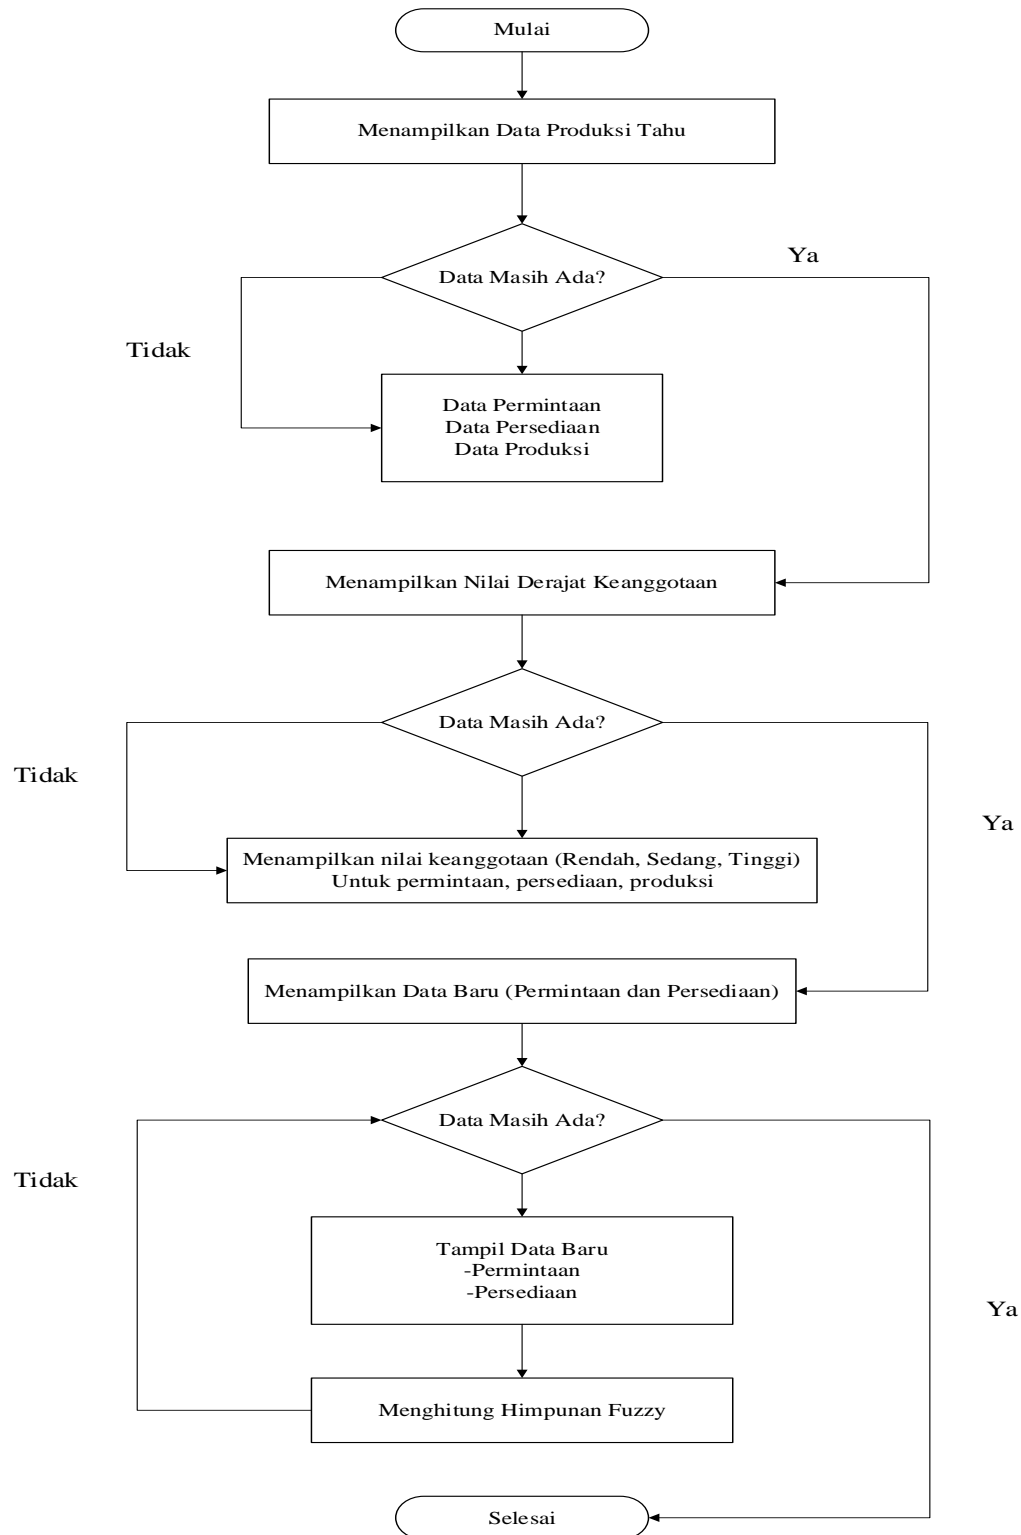 Mulai
Menampilkan Data Produksi Tahu
Ya
Data Masih Ada?
Tidak
Data Permintaan
Data Persediaan
Data Produksi
Menampilkan Nilai Derajat Keanggotaan
Data Masih Ada?
Tidak
Ya
Menampilkan nilai keanggotaan (Rendah, Sedang, Tinggi)
Untuk permintaan, persediaan, produksi
Menampilkan Data Baru (Permintaan dan Persediaan)
Data Masih Ada?
Tidak
Tampil Data Baru
-Permintaan
-Persediaan
Ya
Menghitung Himpunan Fuzzy
Selesai